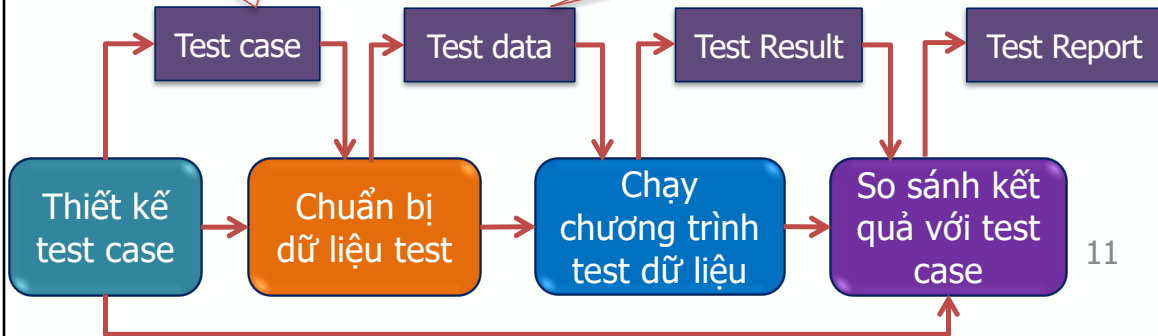 Test case
Test data
Test Result
Test Report
Thiết kế
test case
Chuẩn bị
dữ liệu test
Chạy
chương trình
test dữ liệu
So sánh kết
quả với test
case
11